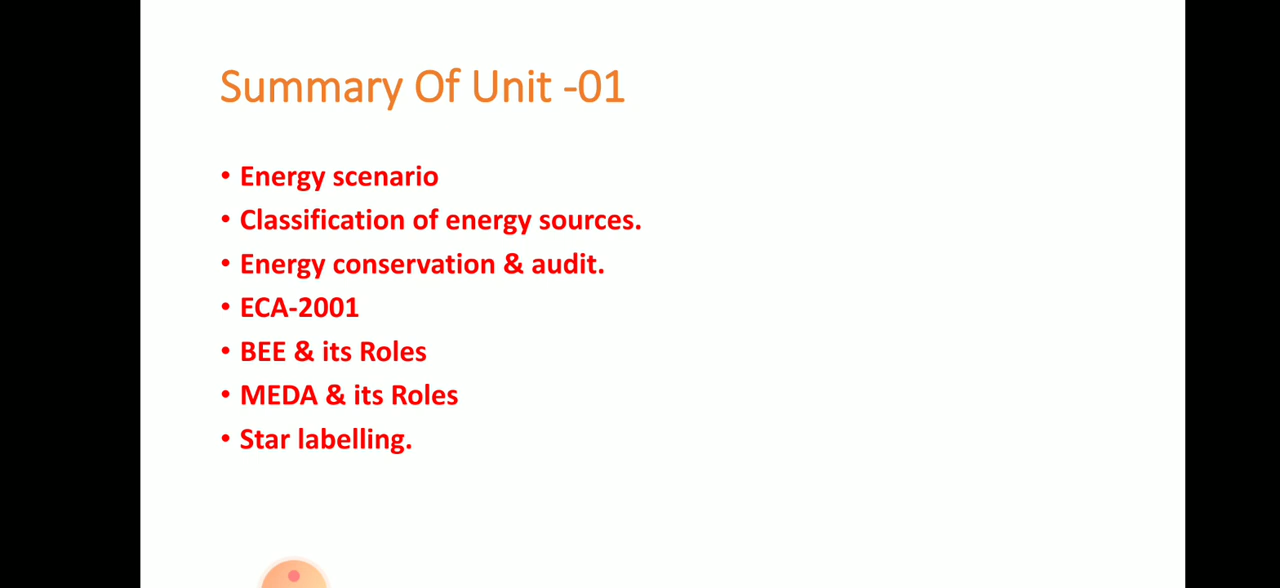 Summary Of Unit -01
• Energy scenario
• Classification of energy sources.
• Energy conservation & audit.
• ECA-2001
• BEE & its Roles
• MEDA & its Roles
• Star labelling.